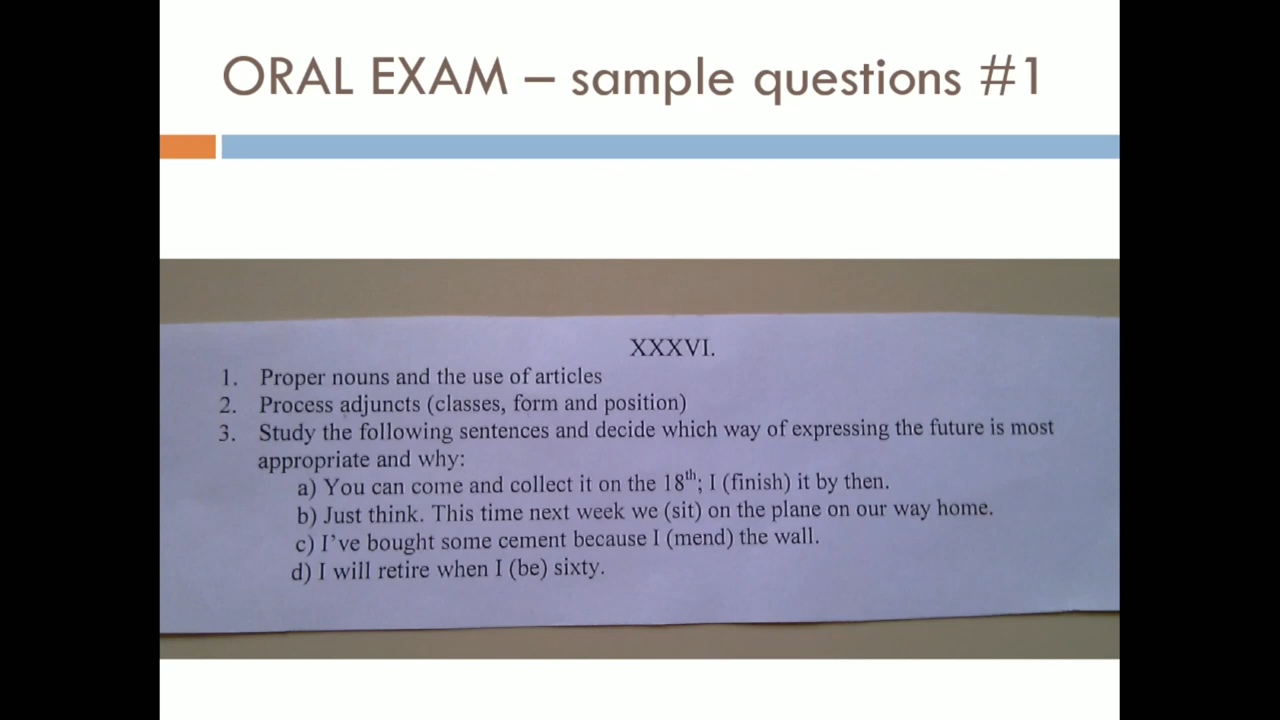 ORAL EXAM – sample questions #1
XXXVI.
1. Proper nouns and the use of articles
2. Process adjuncts (classes, form and position)
3. Study the following sentences and decide which way of expressing the future is most
appropriate and why:
a) You can come and collect it on the 18th; I (finish) it by then.
b) Just think. This time next week we (sit) on the plane on our way home.
c) I’ve bought some cement because I (mend) the wall.
d) I will retire when I (be) sixty.